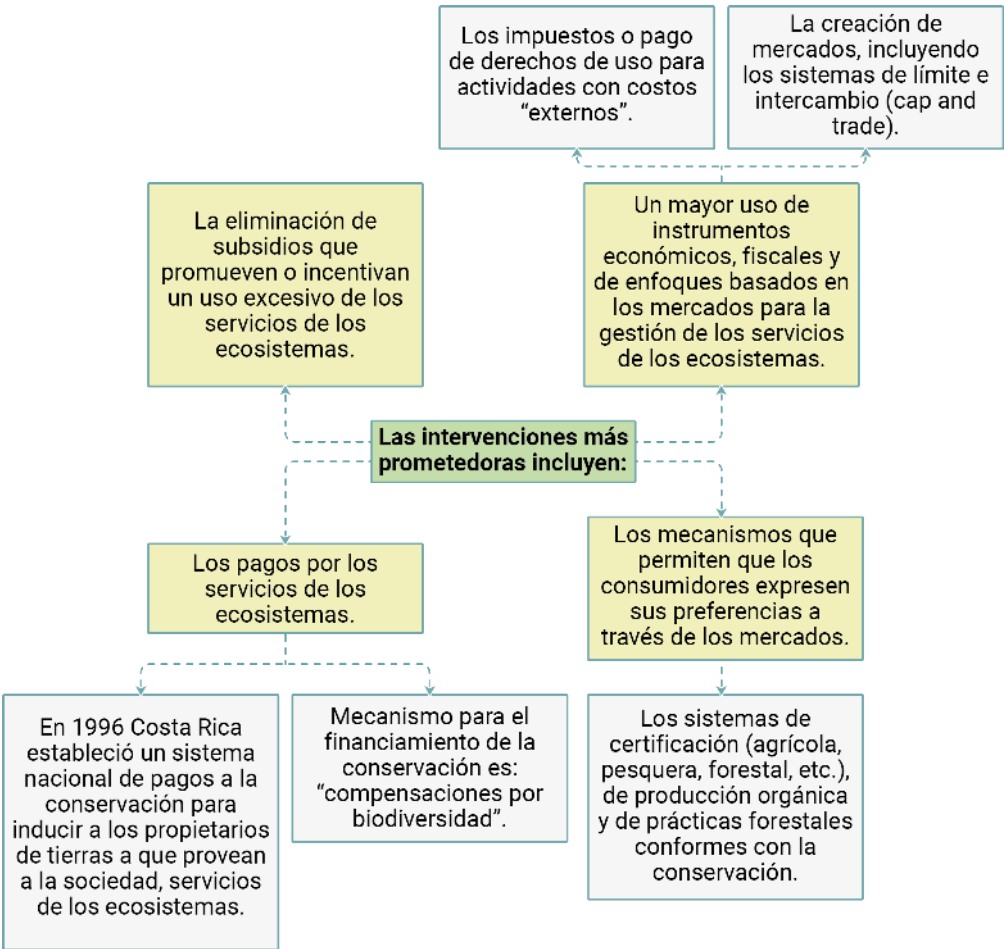 Los impuestos o pago
de derechos de uso para
actividades con costos
“externos”.
La creación de
mercados, incluyendo
los sistemas de límite e
intercambio (cap and
trade).
La eliminación de
subsidios que
promueven o incentivan
un uso excesivo de los
servicios de los
ecosistemas.
Un mayor uso de
instrumentos
económicos, fiscales y
de enfoques basados en
los mercados para la
gestión de los servicios
de los ecosistemas.
Las intervenciones más
prometedoras incluyen:
Los pagos por los
servicios de los
ecosistemas.
Los mecanismos que
permiten que los
consumidores expresen
sus preferencias a
través de los mercados.
En 1996 Costa Rica
estableció un sistema
nacional de pagos a la
conservación para
inducir a los propietarios
de tierras a que provean
a la sociedad, servicios
de los ecosistemas.
Mecanismo para el
financiamiento de la
conservación es:
“compensaciones por
biodiversidad”.
Los sistemas de
certificación (agrícola,
pesquera, forestal, etc.),
de producción orgánica
y de prácticas forestales
conformes con la
conservación.